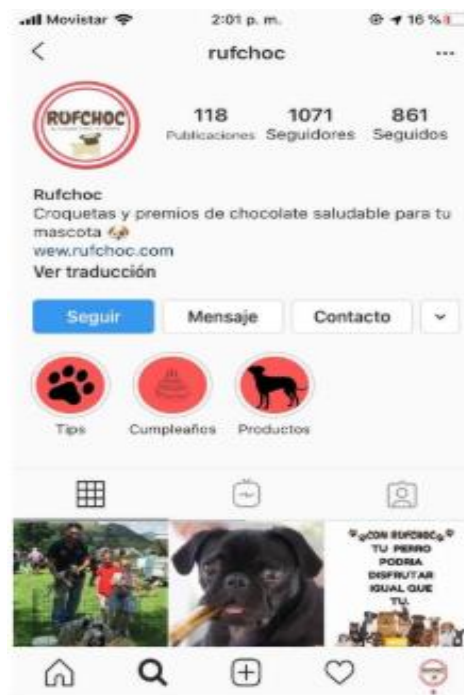 Movistar 2:01 p. m. 16 %
rufchoc
RUFCHOC
118 1071 861
Publicaciones Seguidores Seguidos
Rufchoc
Croquetas y premios de chocolate saludable para tu
mascota
wew.rufchoc.com
Ver traducción
Seguir Mensaje Contacto
Tips Cumpleaños Productos
CON RUFCHOC
TU PERRO
PODRIA
DISFRUTAR
IGUAL QUE
TU.